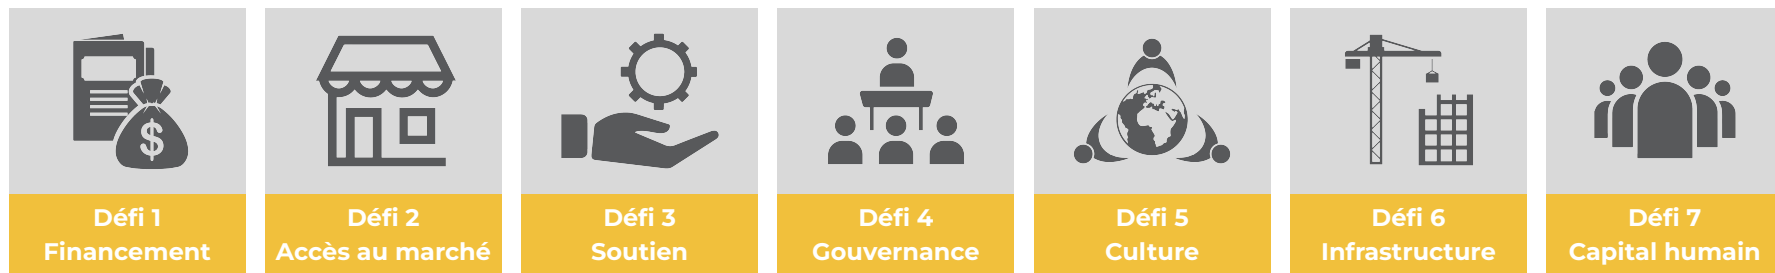 $
Défi 1
Financement
Défi 2
Accès au marché
Défi 3
Soutien
Défi 4
Gouvernance
Défi 5
Culture
Défi 6
Infrastructure
Défi 7
Capital humain